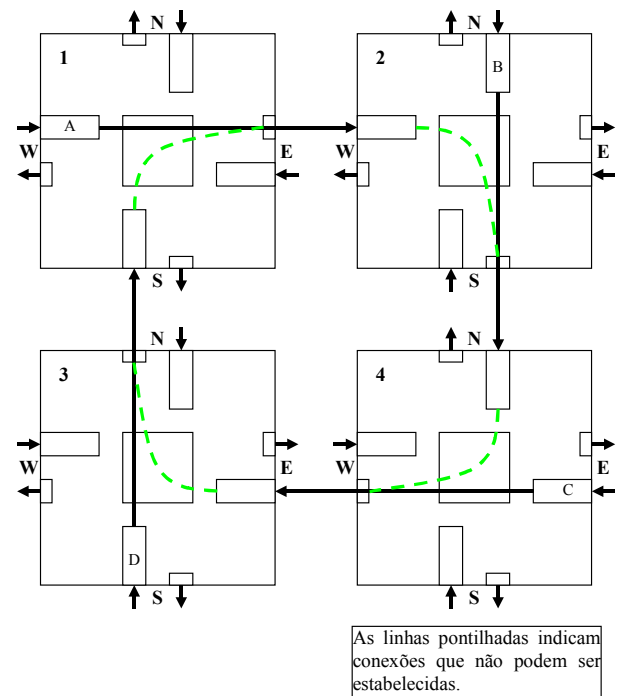 N
N
1
2
B
A
W
E
W
E
S
S
N
N
3
4
W
E
W
E
C
D
S
S
As linhas pontilhadas indicam
conexões que não podem ser
estabelecidas.